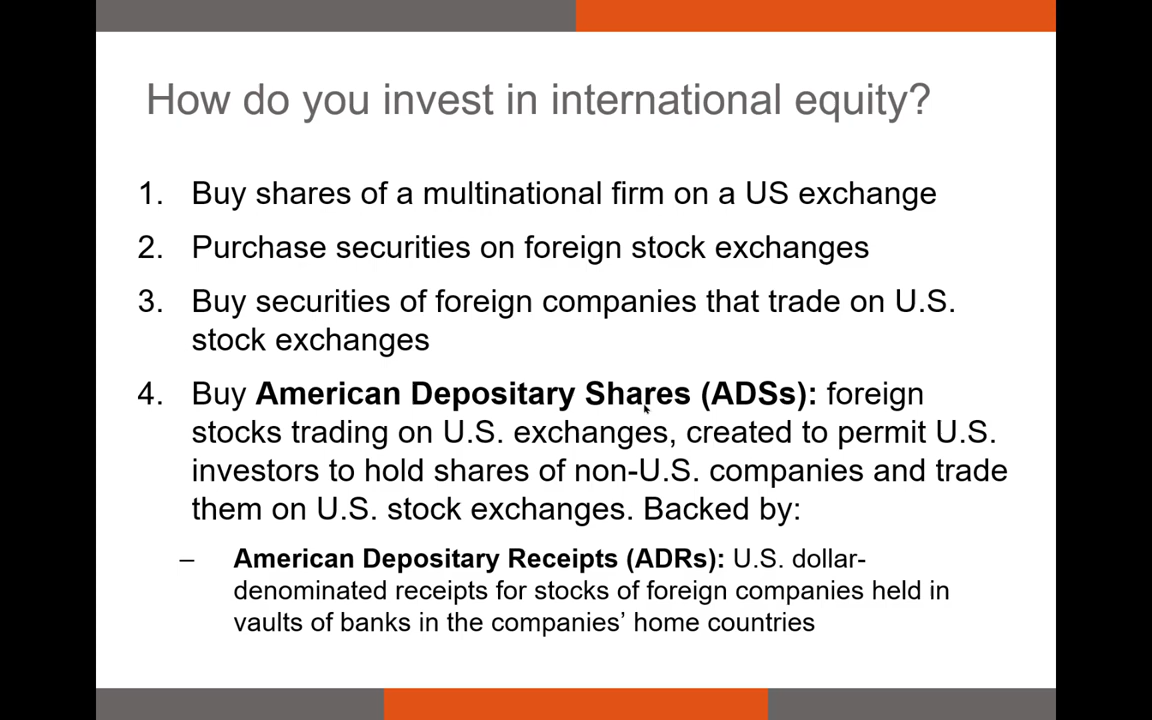 How do you invest in international equity?
1. Buy shares of a multinational firm on a US exchange
2. Purchase securities on foreign stock exchanges
3. Buy securities of foreign companies that trade on U.S.
stock exchanges
4. Buy American Depositary Shares (ADSs): foreign
stocks trading on U.S. exchanges, created to permit U.S.
investors to hold shares of non-U.S. companies and trade
them on U.S. stock exchanges. Backed by:
– American Depositary Receipts (ADRs): U.S. dollar-
denominated receipts for stocks of foreign companies held in
vaults of banks in the companies’ home countries